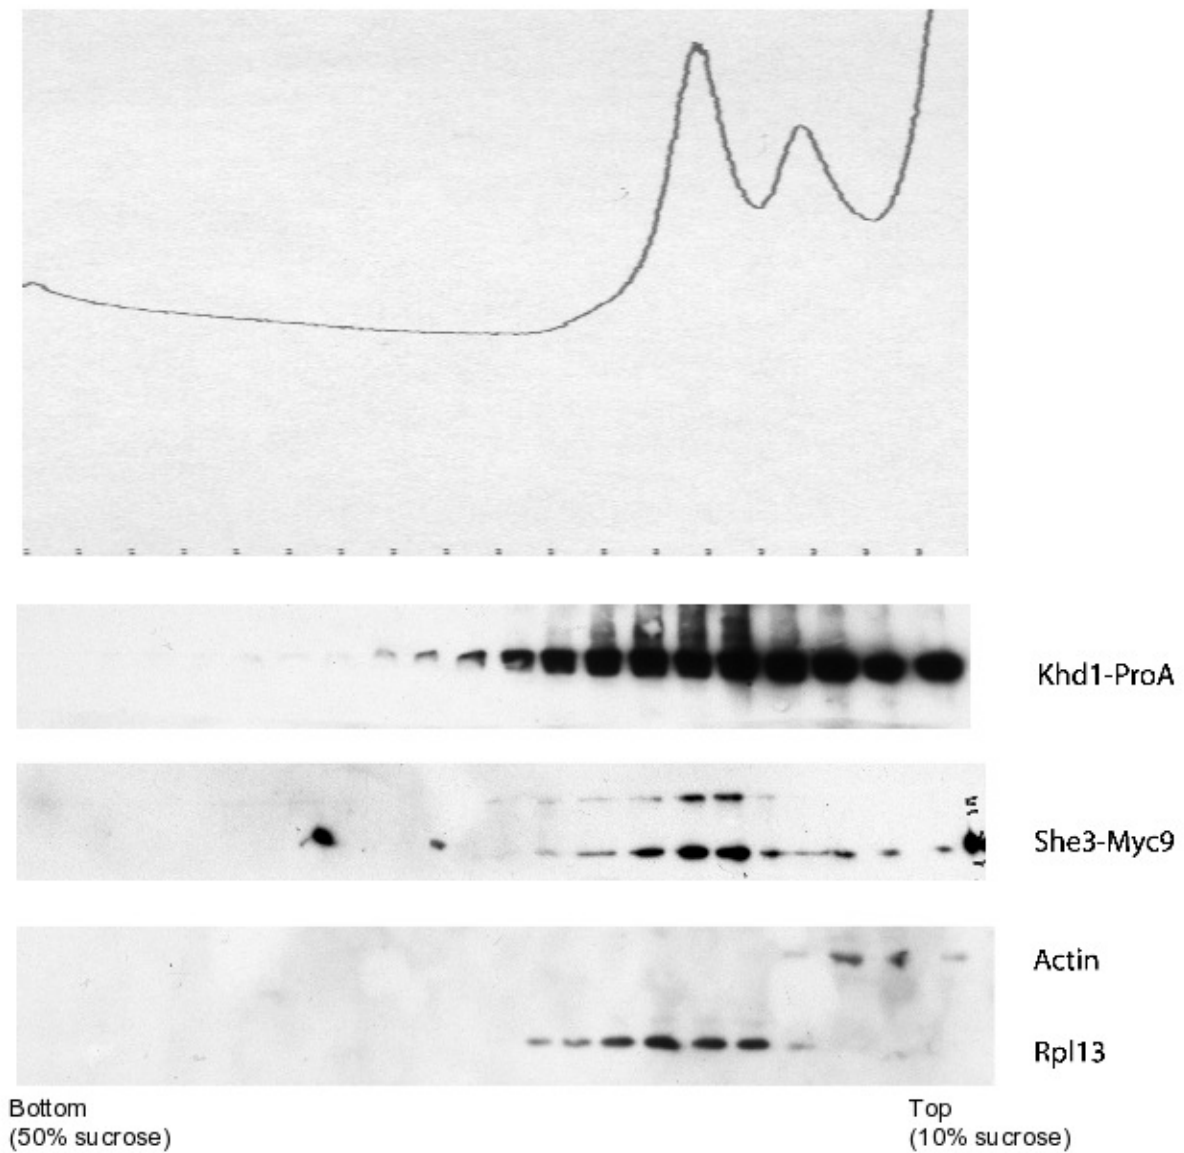 Khd1-ProA
She3-Myc9
Actin
Rpl13
Bottom
(50% sucrose)
Top
(10% sucrose)